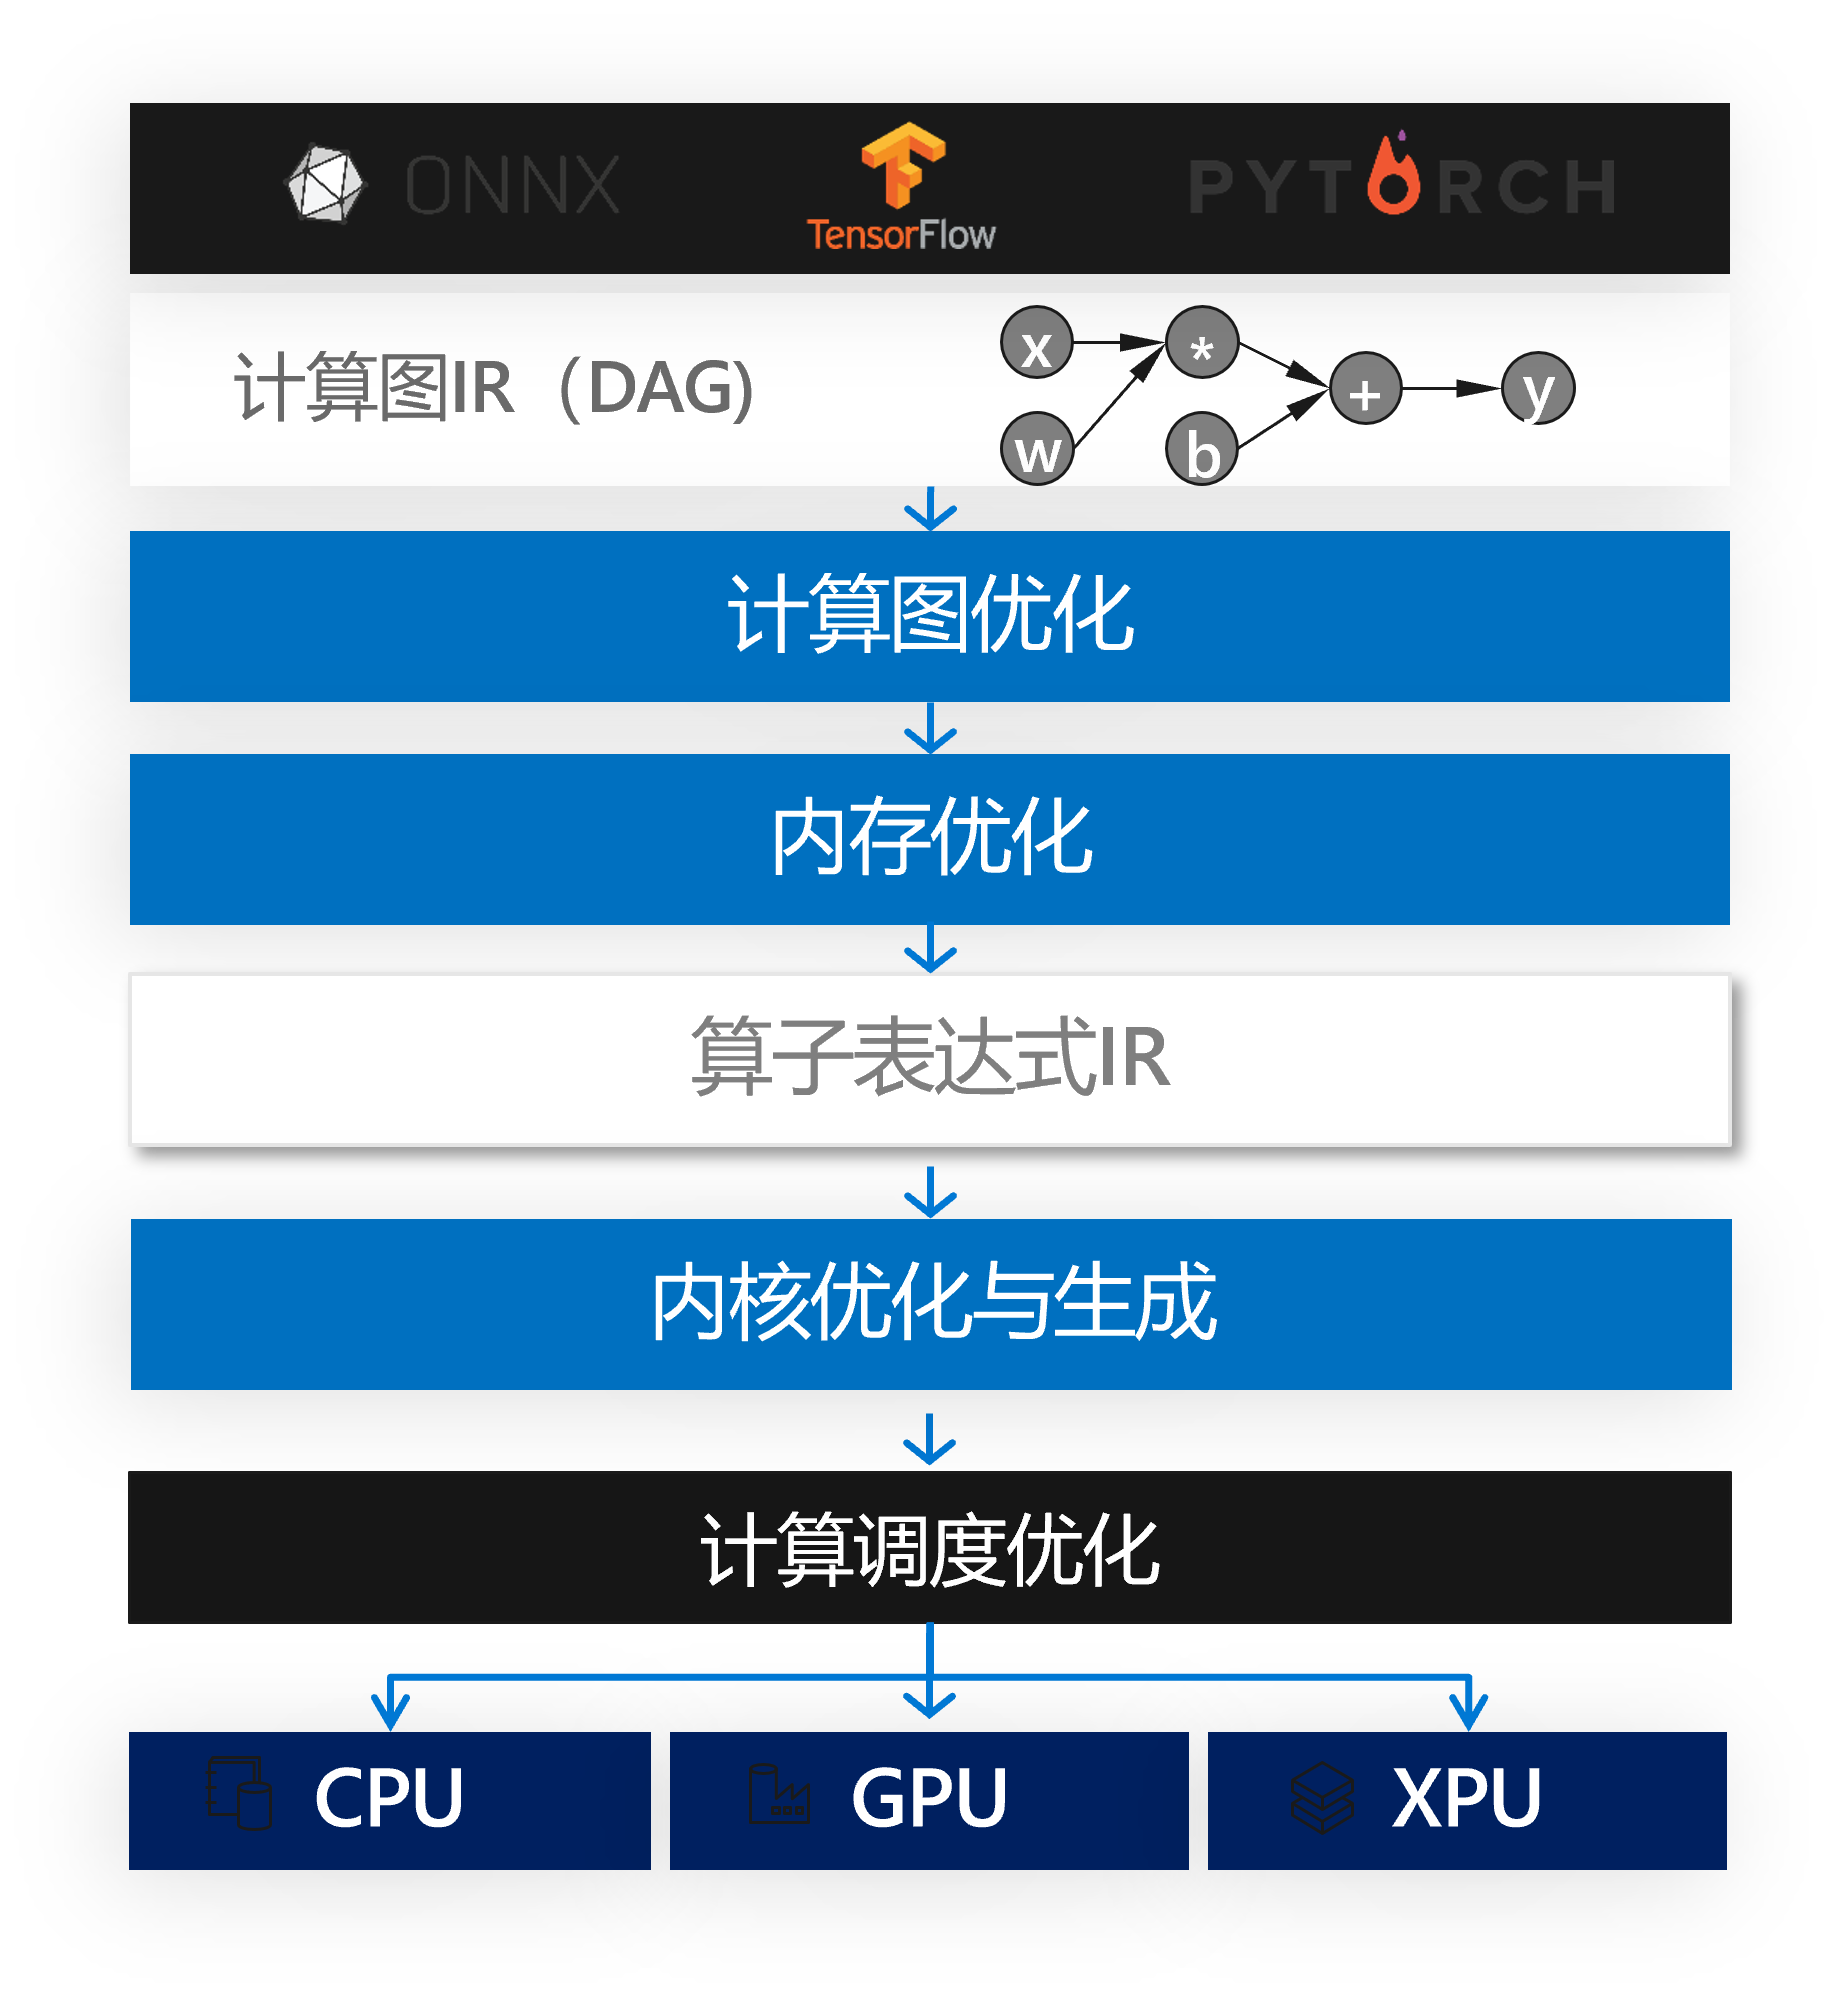 ONNX
TensorFlow
PYTORCH
计算图IR（DAG)
x
*
w
b
+
y
计算图优化
内存优化
算子表达式IR
内核优化与生成
计算调度优化
CPU
GPU
XPU